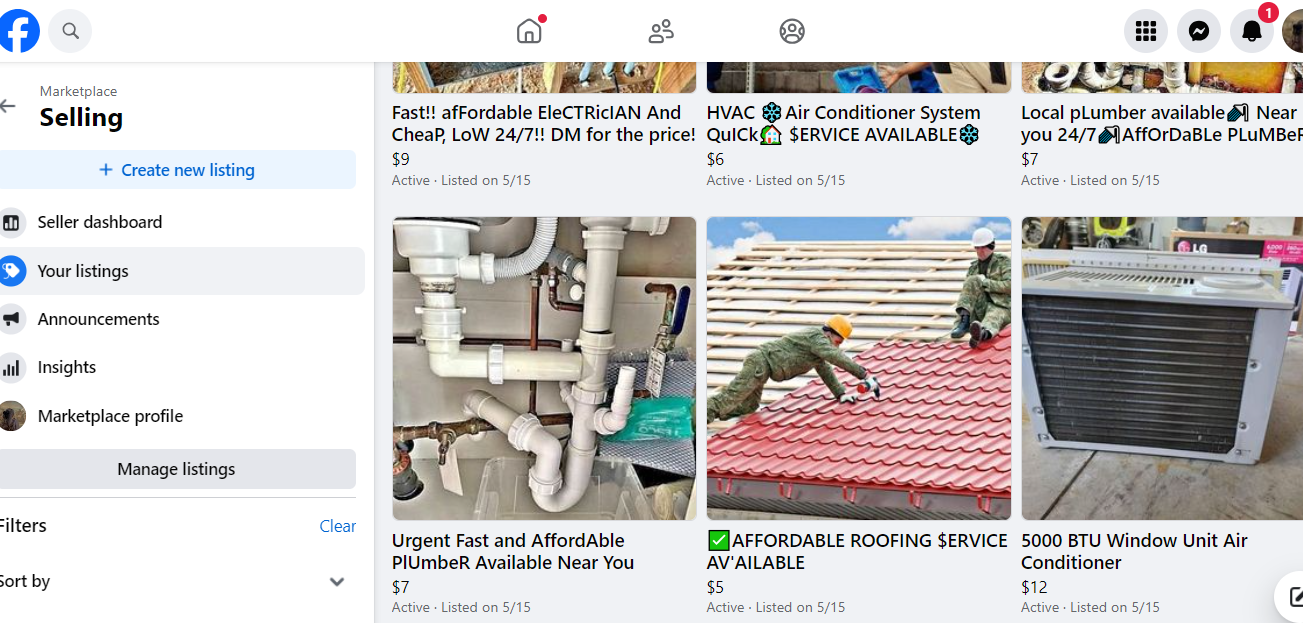 1
Marketplace
Selling
+ Create new listing
Seller dashboard
Your listings
Announcements
Insights
Marketplace profile
Manage listings
Filters
Clear
Sort by
Fast!! afFordable EleCTRicIAN And
CheaP, LoW 24/7!! DM for the price!
$9
Active · Listed on 5/15
HVAC ❄ Air Conditioner System
QuICk🏠 $ERVICE AVAILABLE❄
$6
Active · Listed on 5/15
Local pLumber available🚿 Near
you 24/7🚿AffOrDaBLe PLuMBeR
$7
Active · Listed on 5/15
LG
Urgent Fast and AffordAble
PlUmbeR Available Near You
$7
Active · Listed on 5/15
✅AFFORDABLE ROOFING $ERVICE
AV'AILABLE
$5
Active · Listed on 5/15
5000 BTU Window Unit Air
Conditioner
$12
Active · Listed on 5/15